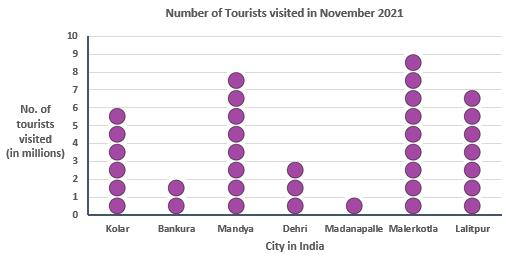 Number of Tourists visited in November 2021
10
9
8
7
6
5
4
3
2
1
0
No. of
tourists
visited
(in millions)
Kolar Bankura Mandya Dehri Madanapalle Malerkotla Lalitpur
City in India